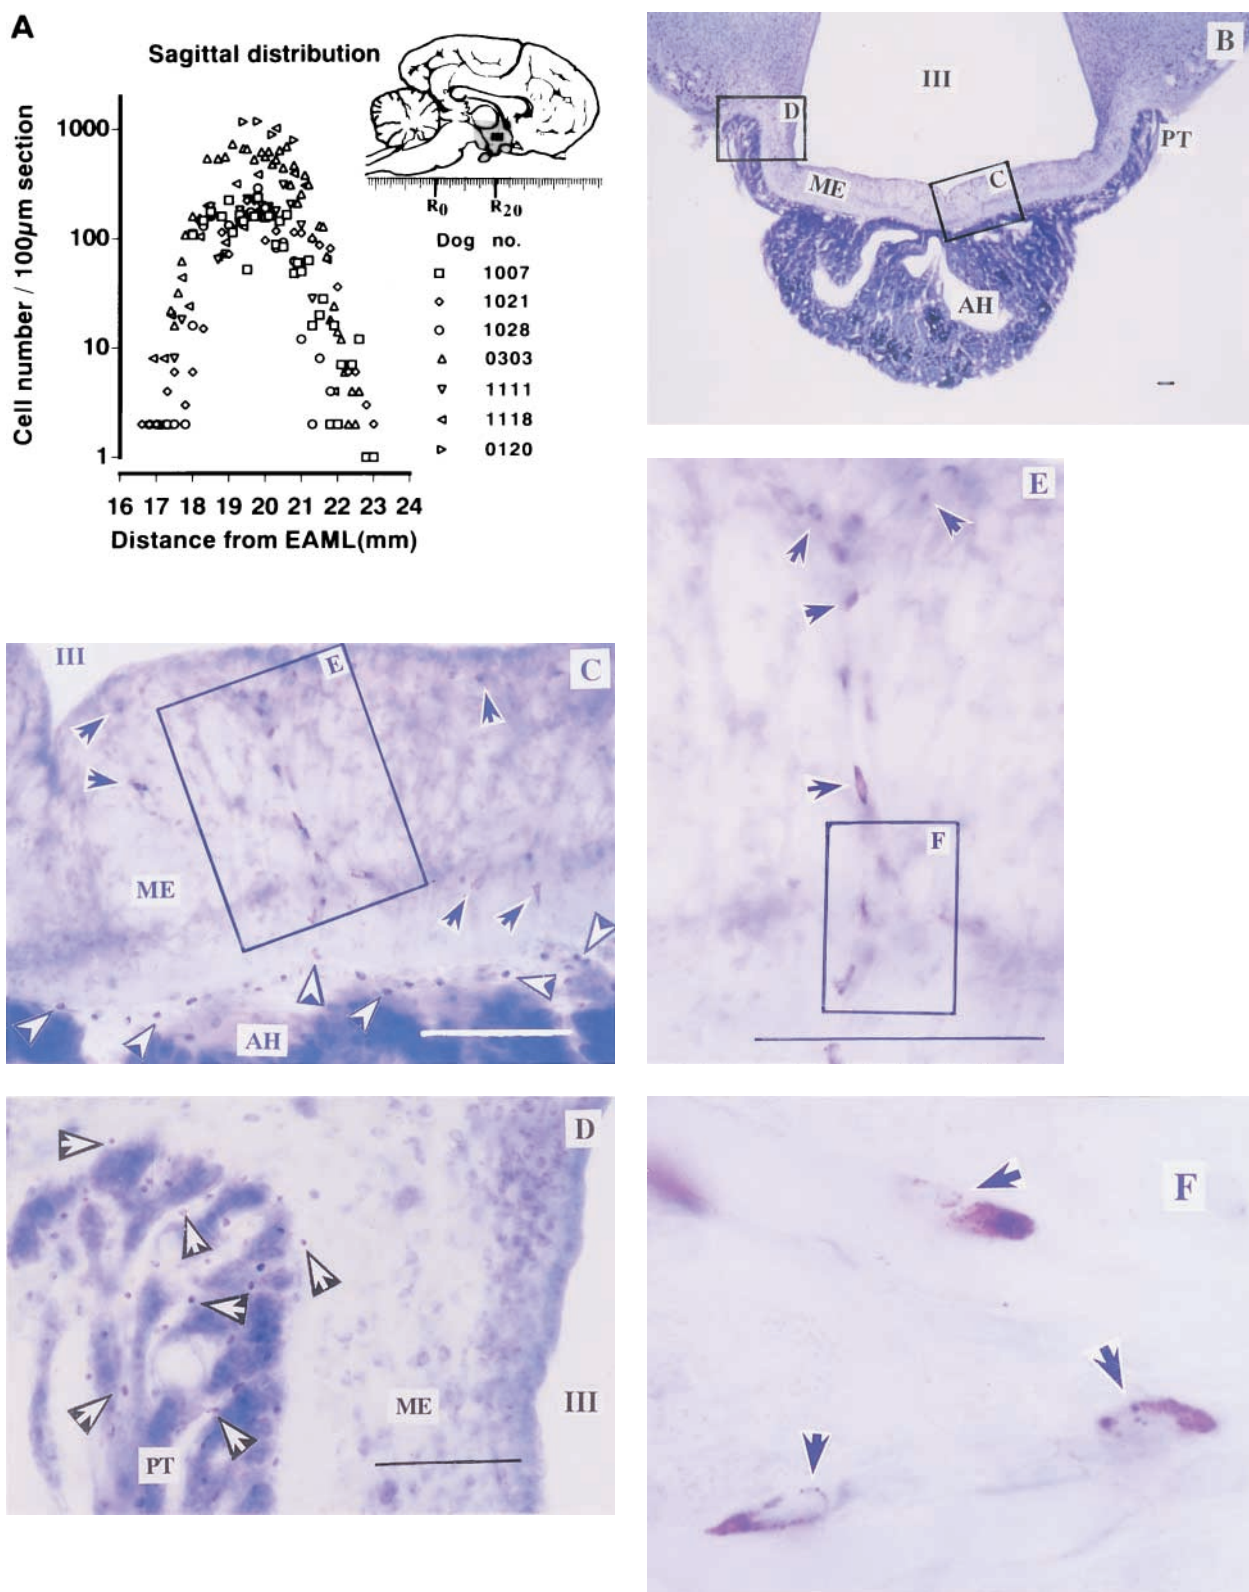 A
Sagittal distribution
Cell number / 100μm section
1000
100
10
1
16 17 18 19 20 21 22 23 24
Distance from EAML(mm)
R0 R20
Dog no.
1007
1021
1028
0303
1111
1118
0120
B
III
D
PT
ME
C
AH
III
E
C
ME
AH
E
F
D
ME
III
PT
F